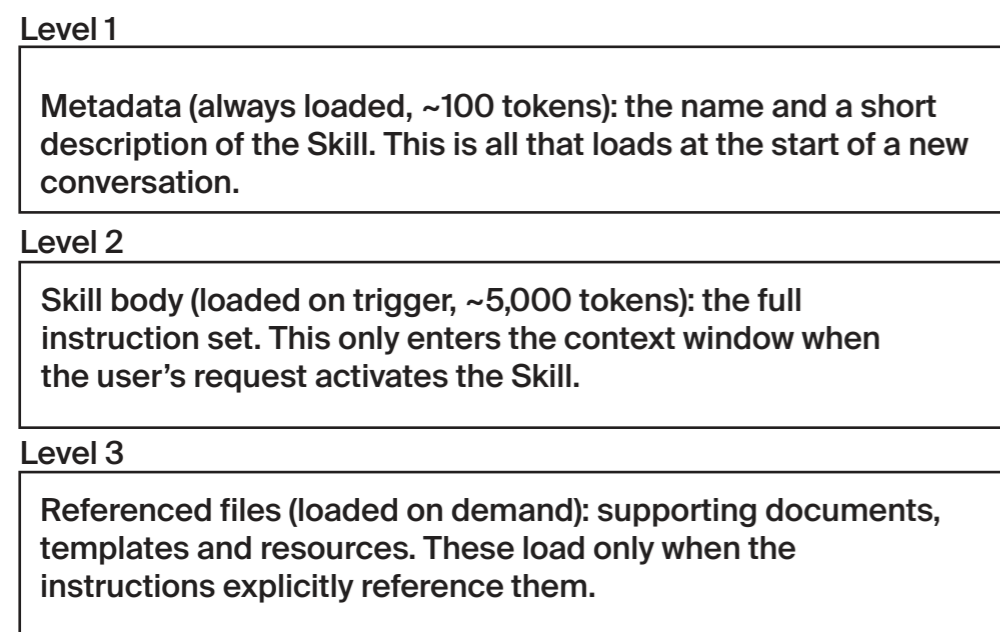 Level 1
Metadata (always loaded, ~100 tokens): the name and a short
description of the Skill. This is all that loads at the start of a new
conversation.
Level 2
Skill body (loaded on trigger, ~5,000 tokens): the full
instruction set. This only enters the context window when
the user’s request activates the Skill.
Level 3
Referenced files (loaded on demand): supporting documents,
templates and resources. These load only when the
instructions explicitly reference them.